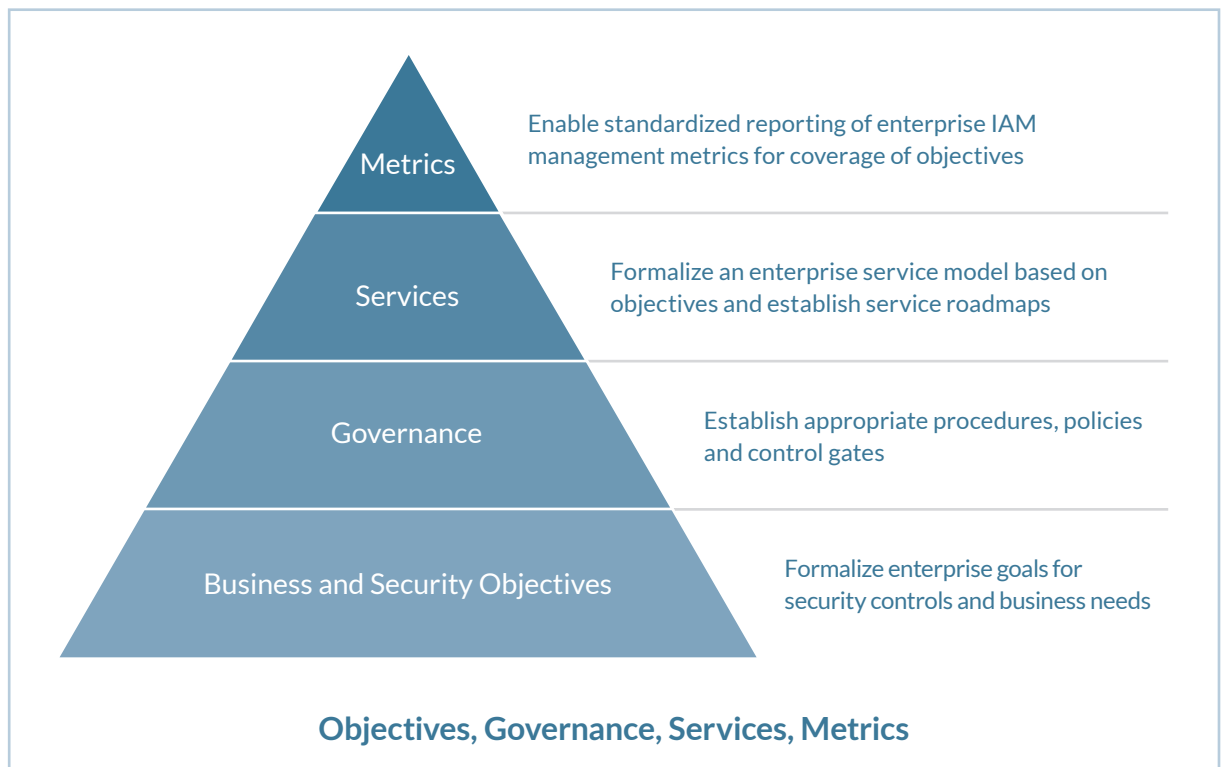 Metrics
Enable standardized reporting of enterprise IAM
management metrics for coverage of objectives
Services
Formalize an enterprise service model based on
objectives and establish service roadmaps
Governance
Establish appropriate procedures, policies
and control gates
Business and Security Objectives
Formalize enterprise goals for
security controls and business needs
Objectives, Governance, Services, Metrics